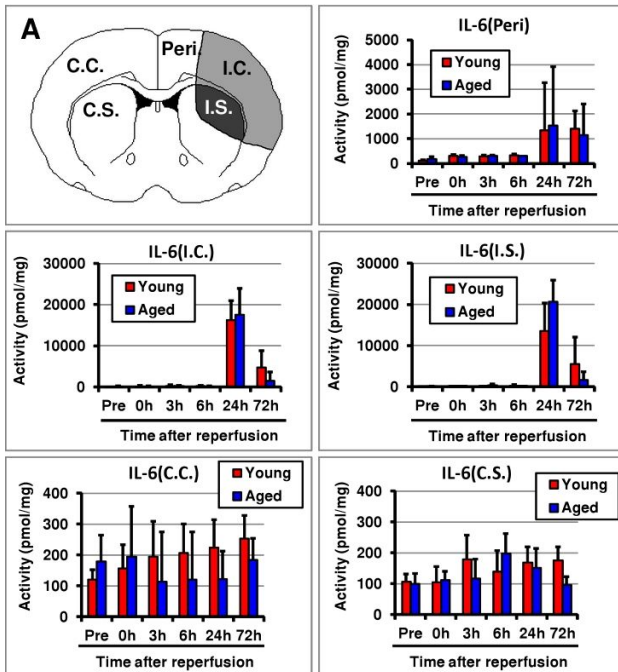 A
C.C.
Peri.
I.C.
C.S.
I.S.
IL-6(Peri)
Activity (pmol/mg)
5000
4000
3000
2000
1000
0
Young
Aged
Pre 0h 3h 6h 24h 72h
Time after reperfusion
IL-6(I.C.)
Activity (pmol/mg)
30000
20000
10000
0
Young
Aged
Pre 0h 3h 6h 24h 72h
Time after reperfusion
IL-6(I.S.)
Activity (pmol/mg)
30000
20000
10000
0
Young
Aged
Pre 0h 3h 6h 24h 72h
Time after reperfusion
IL-6(C.C.)
Activity (pmol/mg)
400
300
200
100
0
Young
Aged
Pre 0h 3h 6h 24h 72h
Time after reperfusion
IL-6(C.S.)
Activity (pmol/mg)
400
300
200
100
0
Young
Aged
Pre 0h 3h 6h 24h 72h
Time after reperfusion